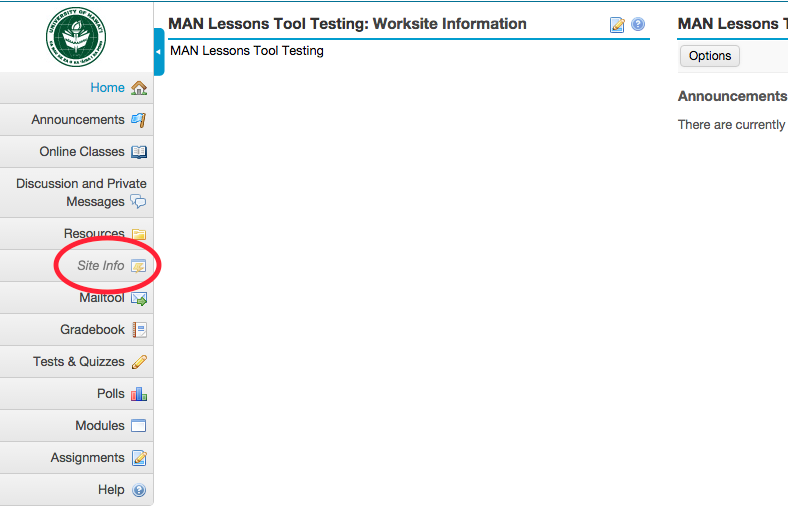 UNIVERSITY OF HAWAI'I
MAN Lessons Tool Testing: Worksite Information
MAN Lessons Tool Testing
MAN Lessons T
Options
Announcements
There are currently
Home
Announcements
Online Classes
Discussion and Private
Messages
Resources
Site Info
Mailtool
Gradebook
Tests & Quizzes
Polls
Modules
Assignments
Help